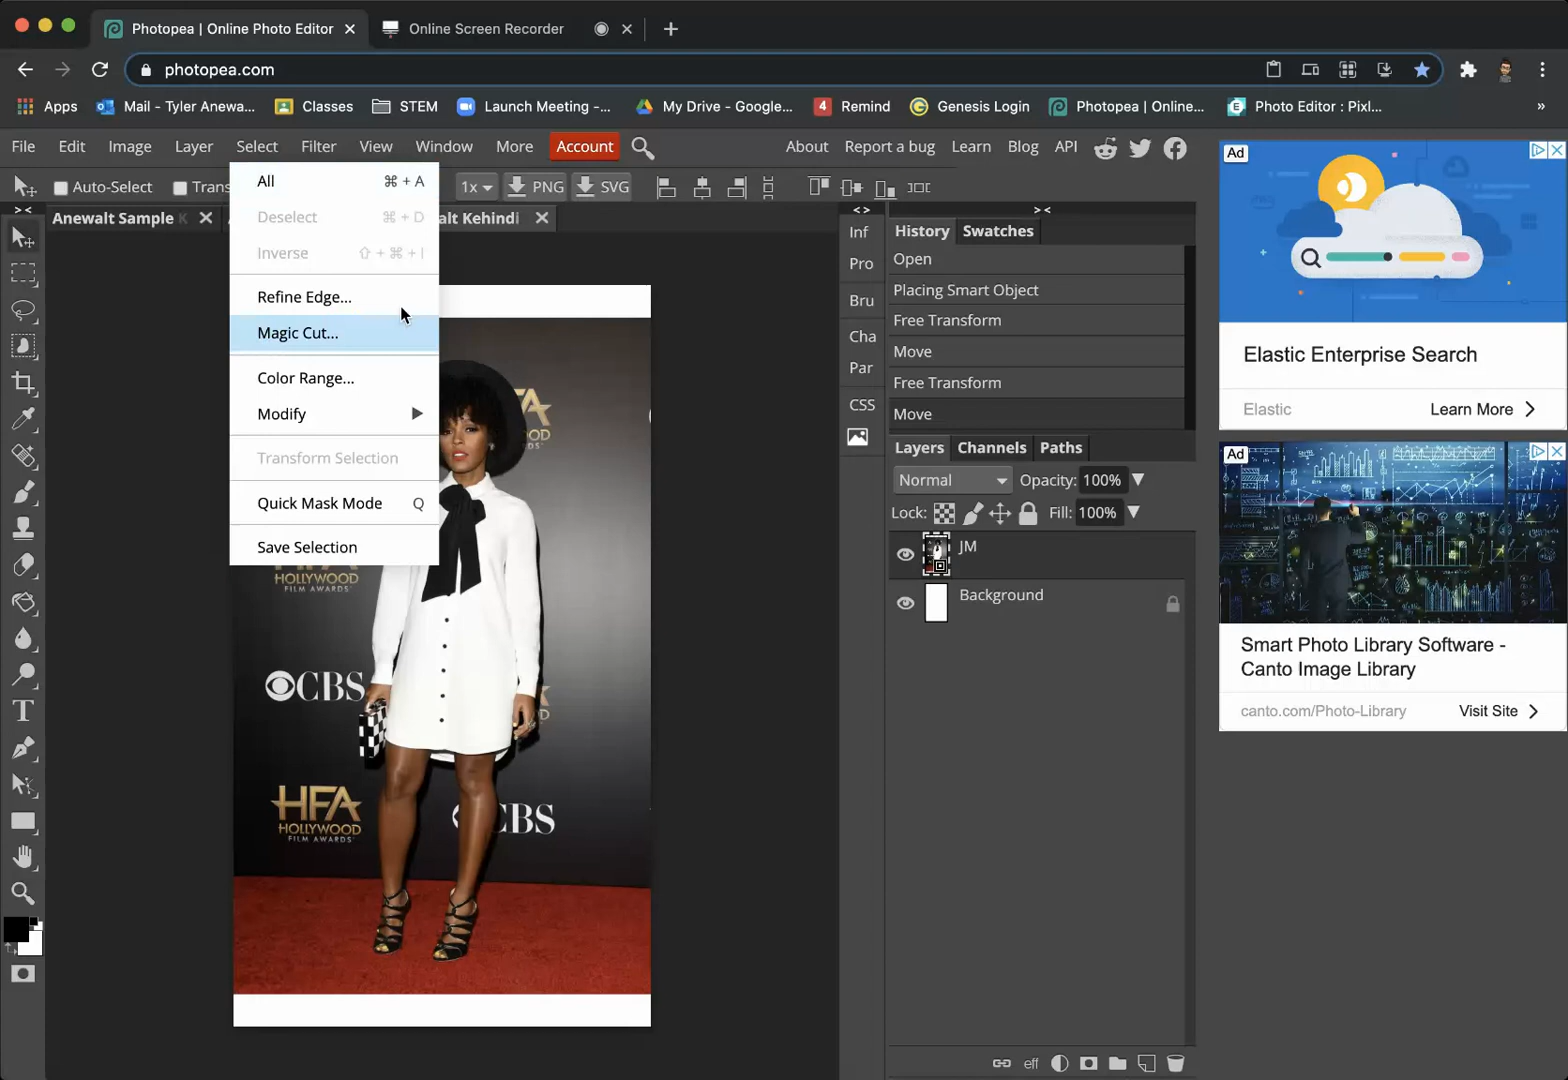 Photopea | Online Photo Editor
Online Screen Recorder
photopea.com
Apps
Mail - Tyler Anewa...
Classes
STEM
Launch Meeting -...
My Drive - Google...
4 Remind
Genesis Login
Photopea | Online...
Photo Editor : Pixl...
»
File Edit Image Layer Select Filter View Window More Account
About Report a bug Learn Blog API
Auto-Select
Trans
1x
PNG
SVG
Anewalt Sample K
alt Kehindi
All ⌘ + A
Deselect ⌘ + D
Inverse ⇧ + ⌘ + I
Refine Edge...
Magic Cut...
Color Range...
Modify
Transform Selection
Quick Mask Mode Q
Save Selection
HOLLYWOOD
FILM AWARDS
CBS
HFA
HOLLYWOOD
FILM AWARDS
CBS
< >
> <
Inf
Pro
Bru
Cha
Par
CSS
History Swatches
Open
Placing Smart Object
Free Transform
Move
Free Transform
Move
Layers Channels Paths
Normal Opacity: 100%
Lock: Fill: 100%
JM
Background
eff
Ad
Elastic Enterprise Search
Elastic
Learn More
Ad
Smart Photo Library Software -
Canto Image Library
canto.com/Photo-Library
Visit Site